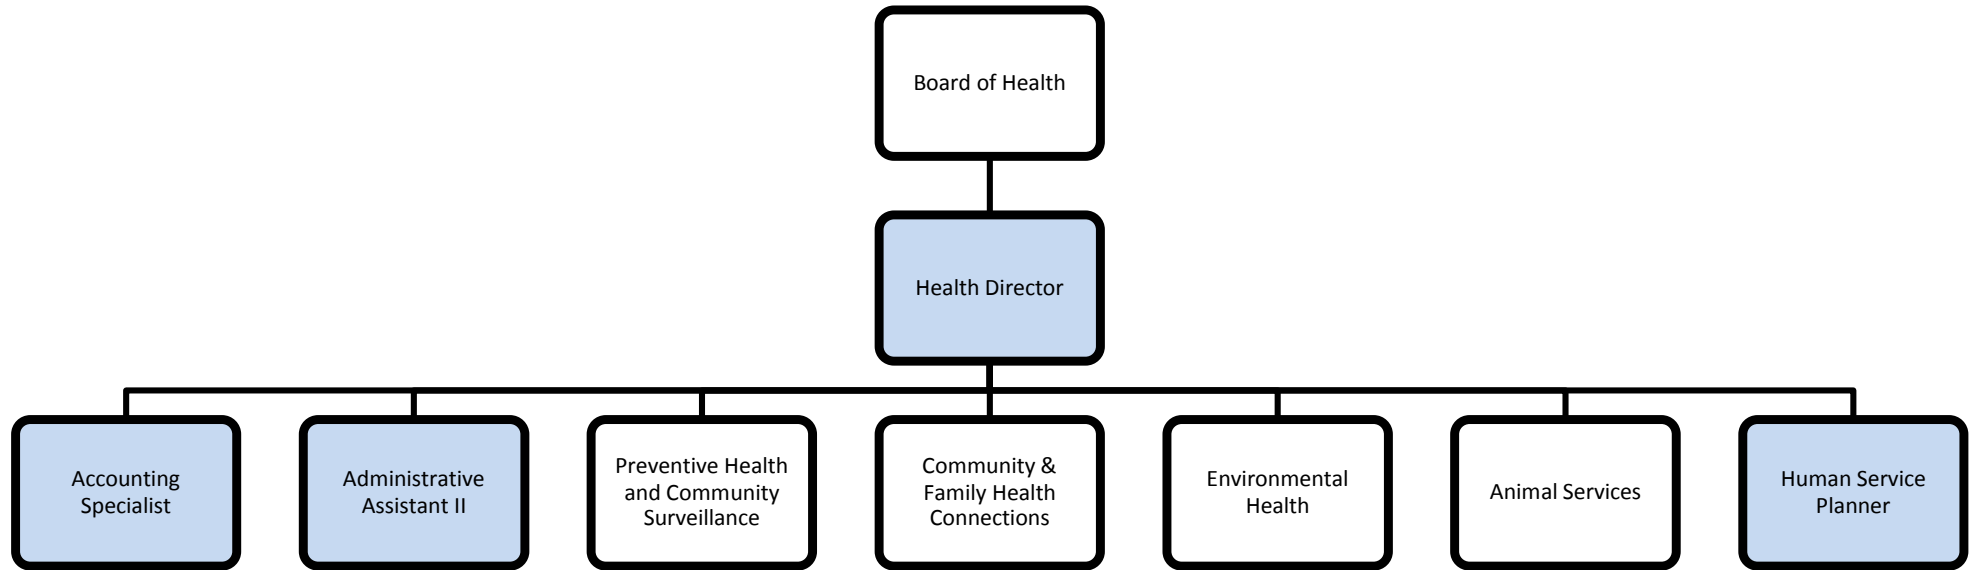 Board of Health
Health Director
Accounting
Specialist
Administrative
Assistant II
Preventive Health
and Community
Surveillance
Community &
Family Health
Connections
Environmental
Health
Animal Services
Human Service
Planner